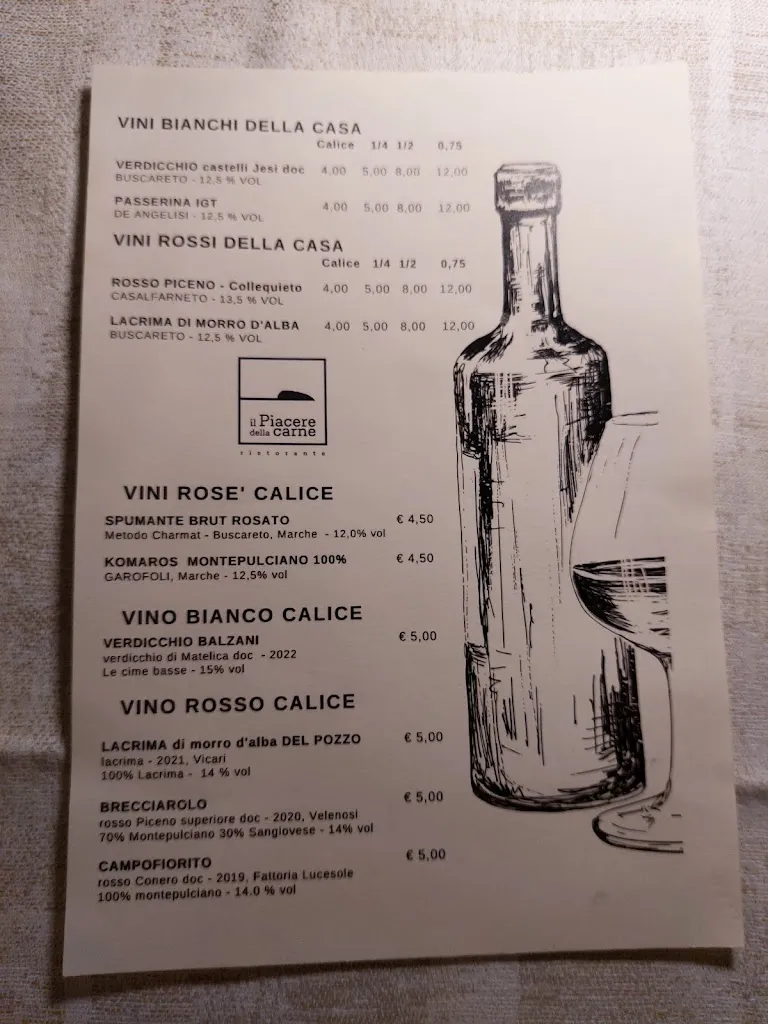 VINI BIANCHI DELLA CASA
Calice 1/4 1/2 0,75
VERDICCHIO castelli Jesi doc 4,00 5,00 8,00 12,00
BUSCARETO - 12,5 % VOL
PASSERINA IGT 4,00 5,00 8,00 12,00
DE ANGELISI - 12,5 % VOL
VINI ROSSI DELLA CASA
Calice 1/4 1/2 0,75
ROSSO PICENO - Collequieto 4,00 5,00 8,00 12,00
CASALFARNETO - 13,5 % VOL
LACRIMA DI MORRO D'ALBA 4,00 5,00 8,00 12,00
BUSCARETO - 12,5 % VOL
il Piacere
della carne
ristorante
VINI ROSE' CALICE
SPUMANTE BRUT ROSATO € 4,50
Metodo Charmat - Buscareto, Marche - 12,0% vol
KOMAROS MONTEPULCIANO 100% € 4,50
GAROFOLI, Marche - 12,5% vol
VINO BIANCO CALICE
VERDICCHIO BALZANI € 5,00
verdicchio di Matelica doc - 2022
Le cime basse - 15% vol
VINO ROSSO CALICE
LACRIMA di morro d'alba DEL POZZO € 5,00
lacrima - 2021, Vicari
100% Lacrima - 14 % vol
BRECCIAROLO € 5,00
rosso Piceno superiore doc - 2020, Velenosi
70% Montepulciano 30% Sangiovese - 14% vol
CAMPOFIORITO € 5,00
rosso Conero doc - 2019, Fattoria Lucesole
100% montepulciano - 14.0 % vol